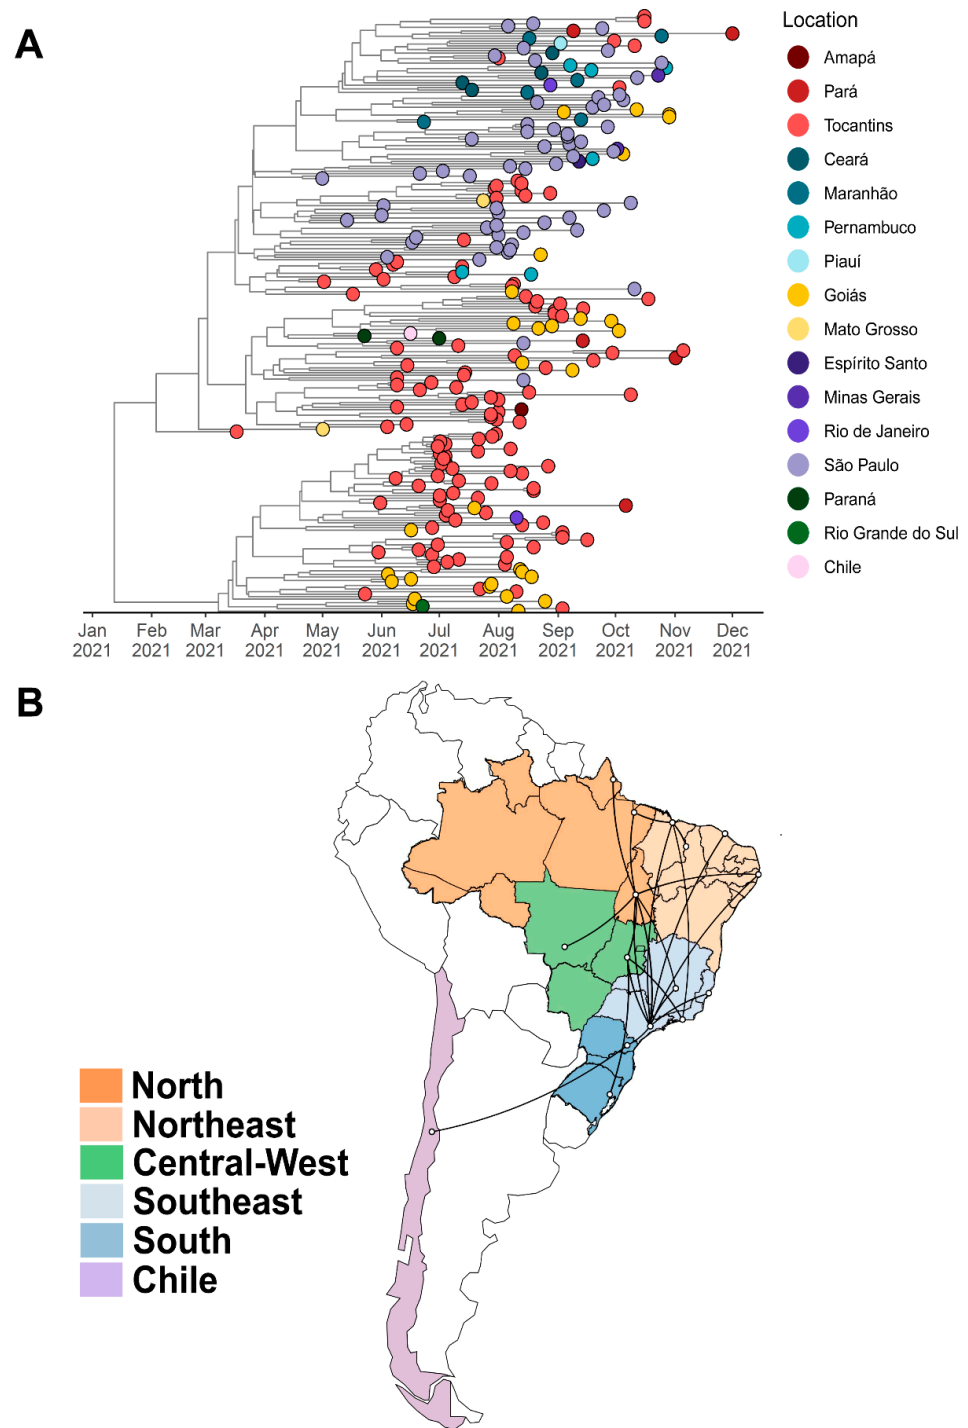 A
Location
Amapá
Pará
Tocantins
Ceará
Maranhão
Pernambuco
Piauí
Goiás
Mato Grosso
Espírito Santo
Minas Gerais
Rio de Janeiro
São Paulo
Paraná
Rio Grande do Sul
Chile
Jan Feb Mar Apr May Jun Jul Aug Sep Oct Nov Dec
2021 2021 2021 2021 2021 2021 2021 2021 2021 2021 2021 2021
B
North
Northeast
Central-West
Southeast
South
Chile